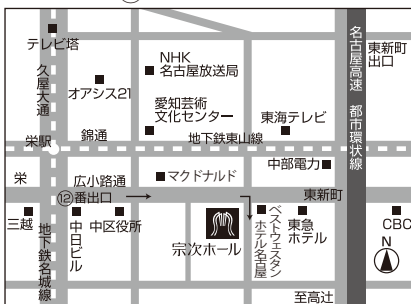 テレビ塔
久屋大通
オアシス21
NHK
名古屋放送局
愛知芸術
文化センター
名古屋高速 都市環状線
東新町
出口
東海テレビ
錦通
地下鉄東山線
栄駅
中部電力
栄
広小路通
マクドナルド
東新町
⑫番出口
三越
地下鉄名城線
中日ビル
中区役所
宗次ホール
ベストウェスタン
ホテル名古屋
東急
ホテル
CBC
N
至高辻